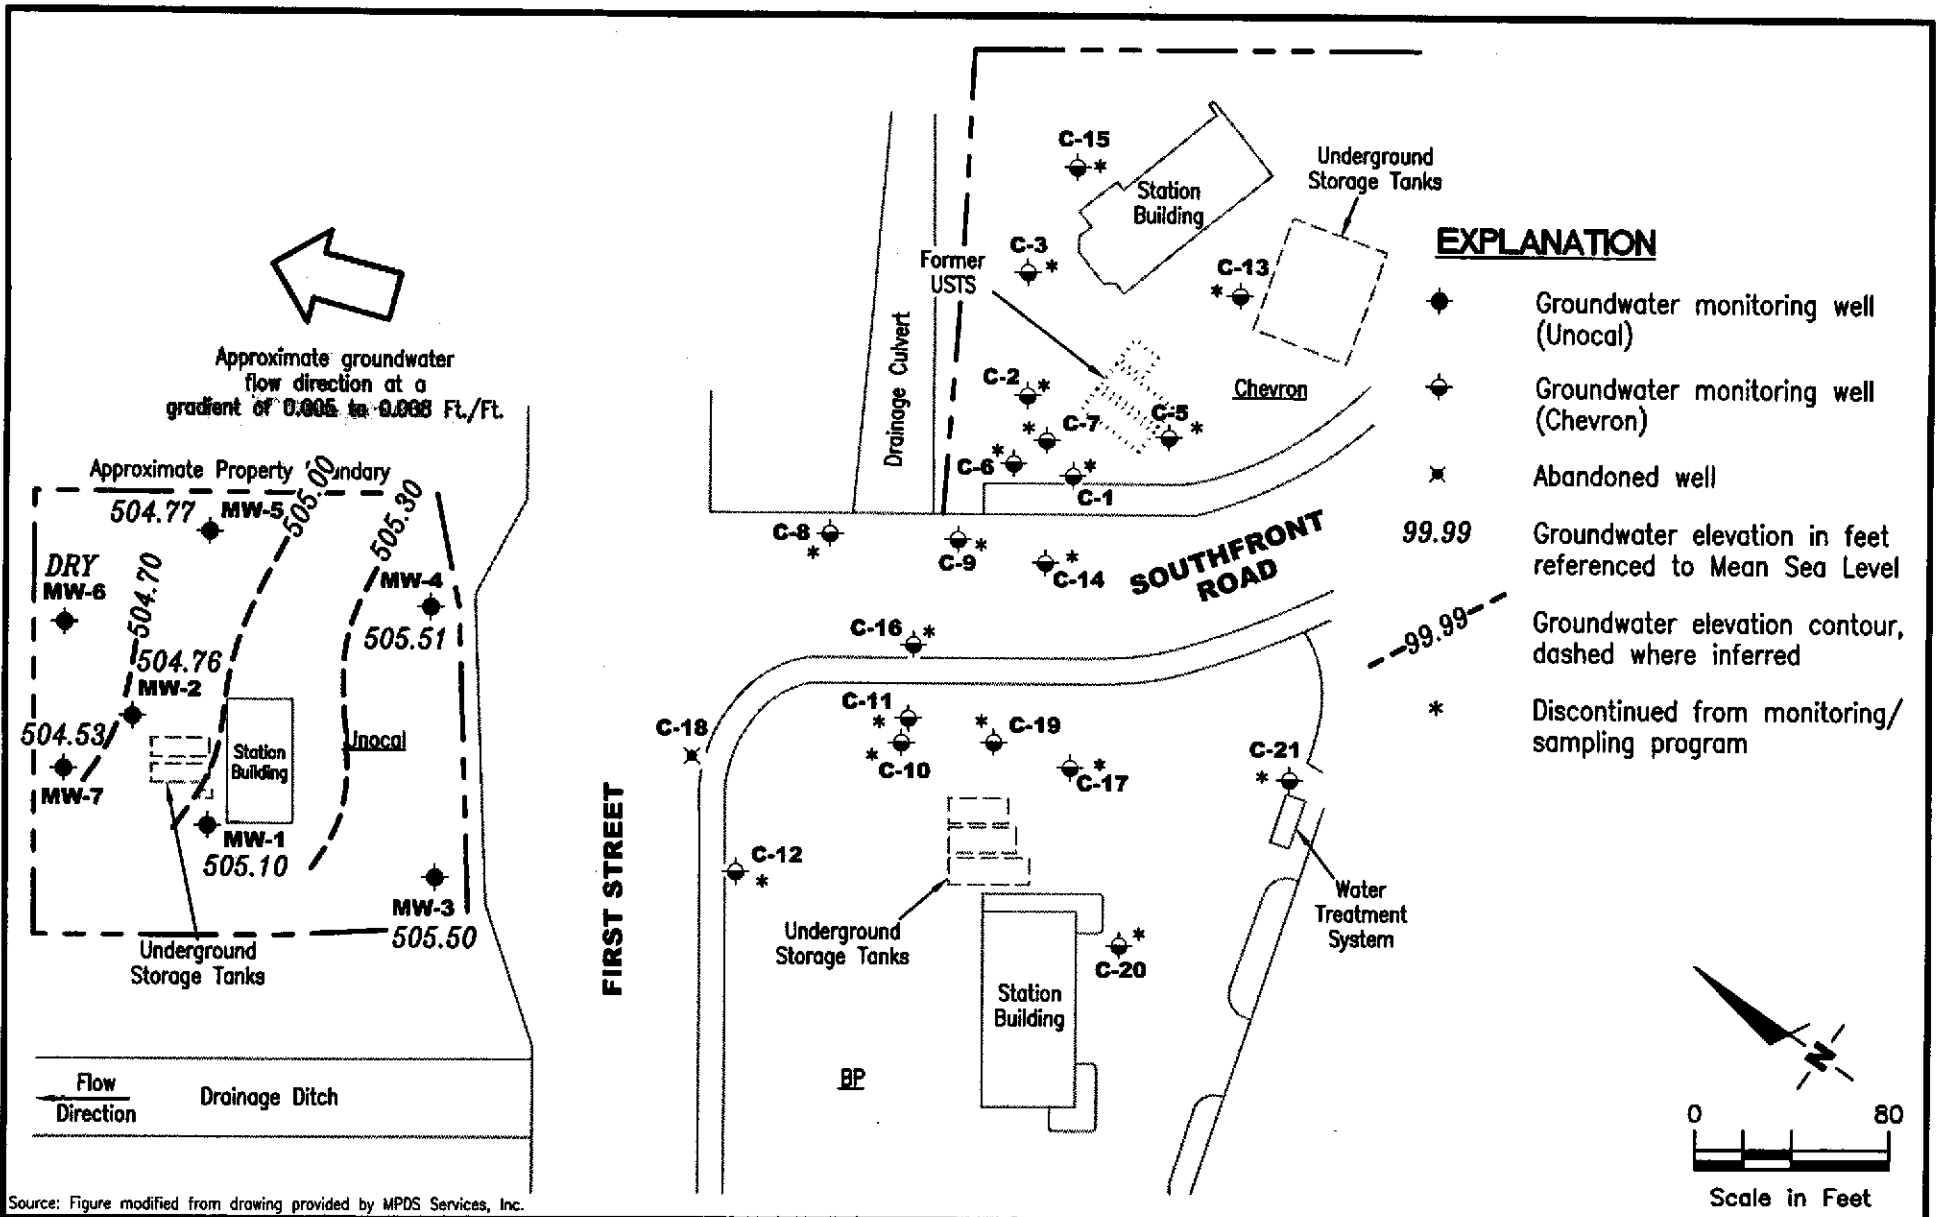 C-15
*
Station
Building
Underground
Storage Tanks
C-3
*
Former
USTS
C-13
*
EXPLANATION
Groundwater monitoring well
(Unocal)
Groundwater monitoring well
(Chevron)
Abandoned well
99.99
Groundwater elevation in feet
referenced to Mean Sea Level
99.99
Groundwater elevation contour,
dashed where inferred
*
Discontinued from monitoring/
sampling program
Approximate groundwater
flow direction at a
gradient of 0.005 to 0.008 Ft./Ft.
Drainage Culvert
C-2
*
C-7
*
C-5
*
C-6
*
C-1
Chevron
Approximate Property
ndary
505.00
505.30
504.77
MW-5
DRY
MW-6
504.70
MW-4
505.51
504.76
MW-2
504.53
MW-7
Station
Building
Unocal
MW-1
505.10
MW-3
505.50
Underground
Storage Tanks
C-8
*
C-9
*
C-14
*
SOUTHFRONT
ROAD
C-16
*
C-11
*
C-10
*
C-19
*
C-17
*
C-18
C-21
*
C-12
*
FIRST STREET
Underground
Storage Tanks
Water
Treatment
System
C-20
*
Station
Building
BP
Flow
Direction
Drainage Ditch
N
0
80
Scale in Feet
Source: Figure modified from drawing provided by MPDS Services, Inc.